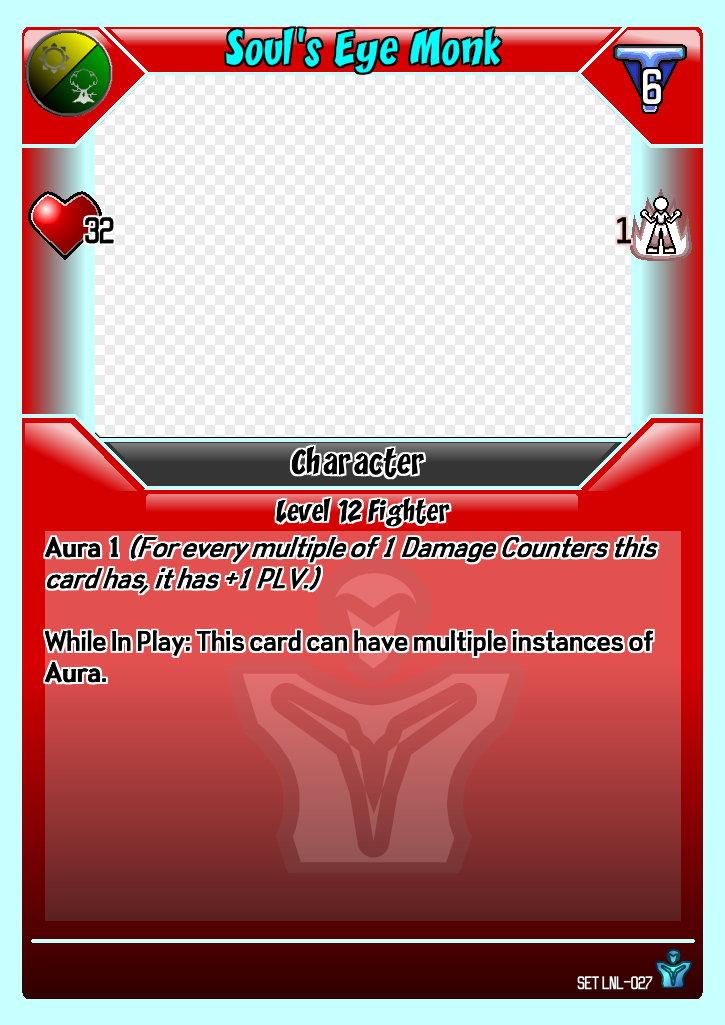 Soul's Eye Monk
6
32
1
Character
Level 12 Fighter
Aura 1 (For every multiple of 1 Damage Counters this
card has, it has +1 PLV.)
While In Play: This card can have multiple instances of
Aura.
SET LNL-027